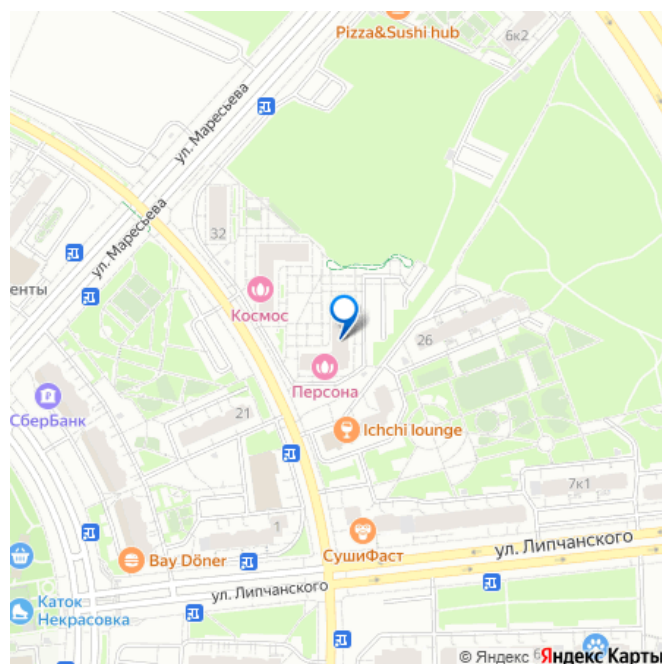 Pizza&Sushi hub
6к2
ул. Маресьева
32
ул. Маресьева
енты
Космос
26
Персона
СберБанк
21
Ichchi lounge
7к1
1
СушиФаст
ул. Липчанского
Bay Döner
ул. Липчанского
Каток
Некрасовка
© Яндекс
6
Яндекс Карты